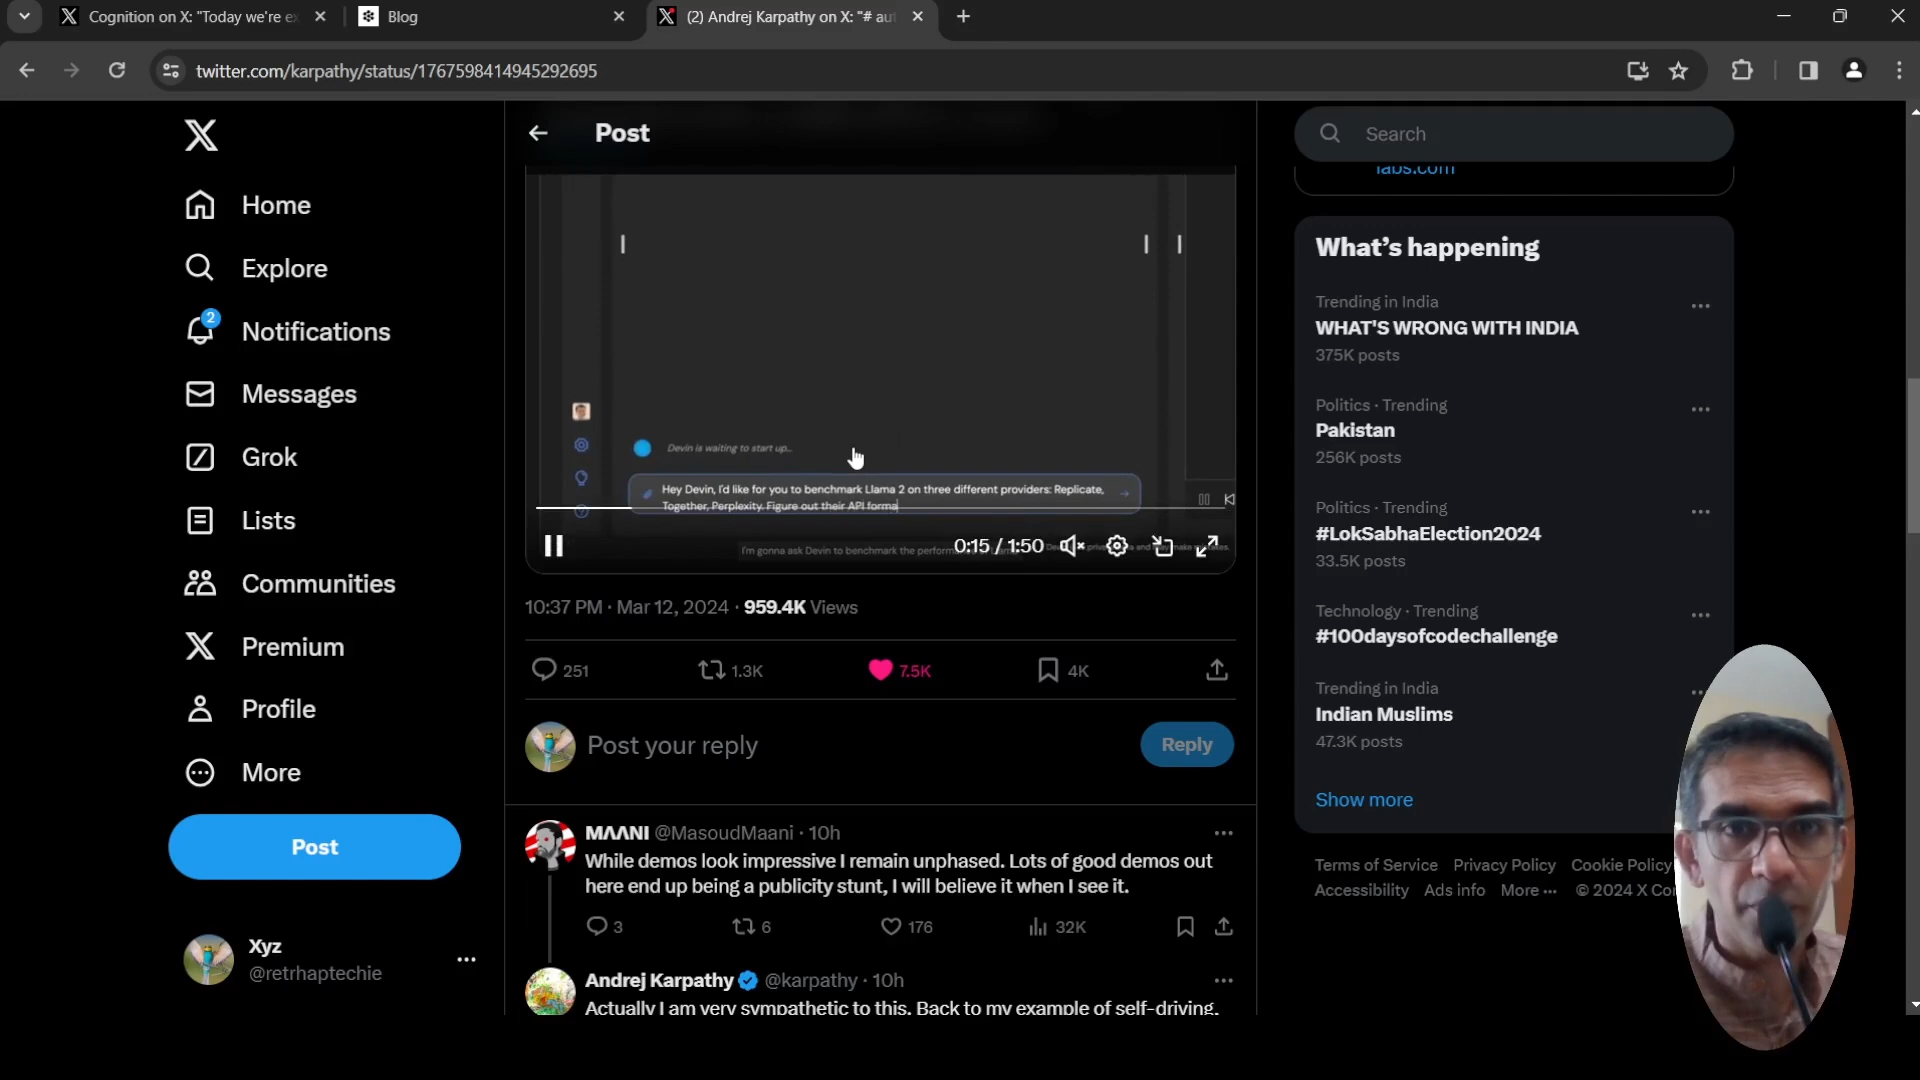 Cognition on X: "Today we're ex
Blog
(2) Andrej Karpathy on X: "# aut
twitter.com/karpathy/status/1767598414945292695
Home
Explore
2
Notifications
Messages
Grok
Lists
Communities
Premium
Profile
More
Post
Xyz
@retrhaptechie
Post
Devin is waiting to start up...
Hey Devin, I'd like for you to benchmark Llama 2 on three different providers: Replicate,
Together, Perplexity. Figure out their API forma
I'm gonna ask Devin to benchmark the performance
0:15 / 1:50
10:37 PM · Mar 12, 2024 · 959.4K Views
251
1.3K
7.5K
4K
Post your reply
Reply
MΛΛNI @MasoudMaani · 10h
While demos look impressive I remain unphased. Lots of good demos out
here end up being a publicity stunt, I will believe it when I see it.
3
6
176
32K
Andrej Karpathy @karpathy · 10h
Actually I am very sympathetic to this. Back to my example of self-driving,
Search
labs.com
What's happening
Trending in India
WHAT'S WRONG WITH INDIA
375K posts
Politics · Trending
Pakistan
256K posts
Politics · Trending
#LokSabhaElection2024
33.5K posts
Technology · Trending
#100daysofcodechallenge
Trending in India
Indian Muslims
47.3K posts
Show more
Terms of Service Privacy Policy Cookie Policy
Accessibility Ads info More ··· © 2024 X Cor